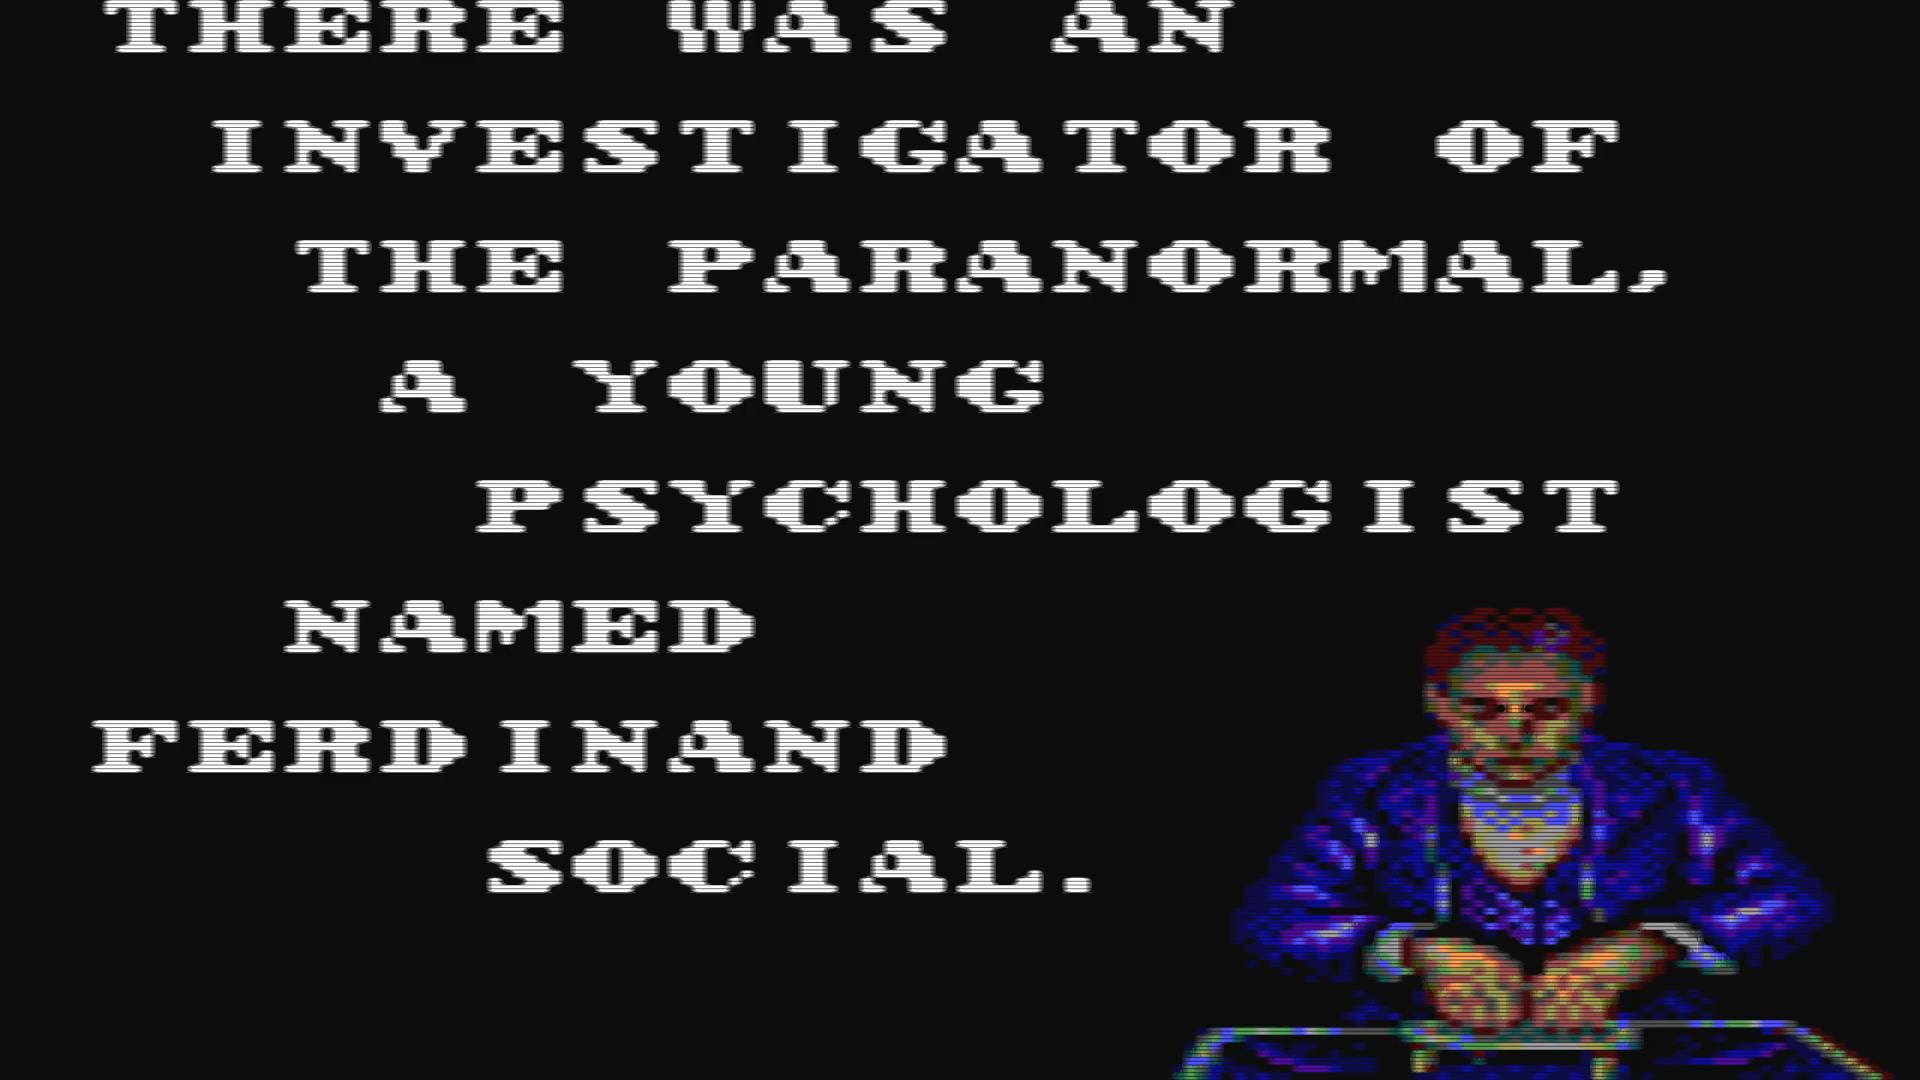 THERE WAS AN
INVESTIGATOR OF
THE PARANORMAL,
A YOUNG
PSYCHOLOGIST
NAMED
FERDINAND
SOCIAL.